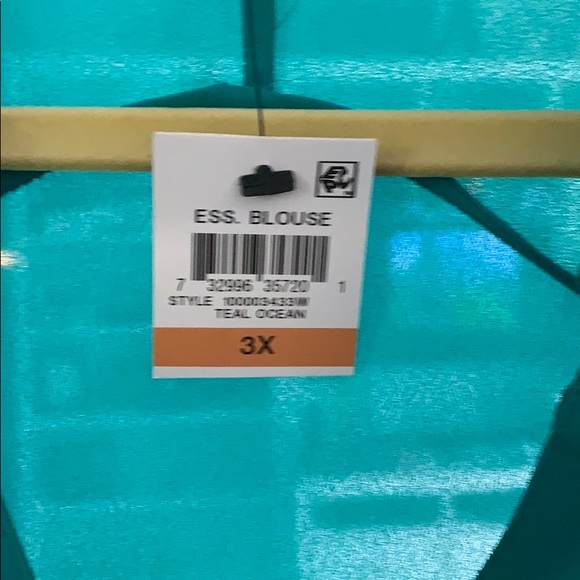 ESS. BLOUSE
7 32996 35720 1
STYLE 100003433W
TEAL OCEAN
3X